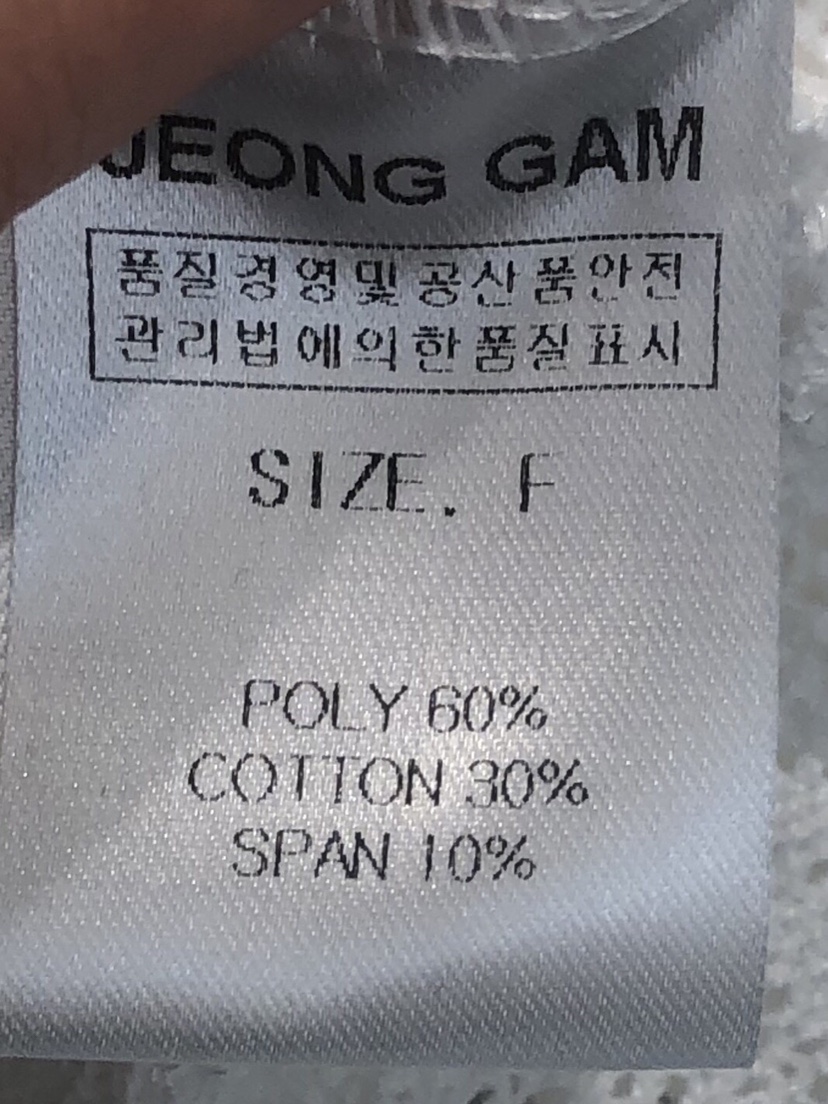 JEONG GAM
품질경영및공산품안전
관리법에의한품질표시
SIZE. F
POLY 60%
COTTON 30%
SPAN 10%